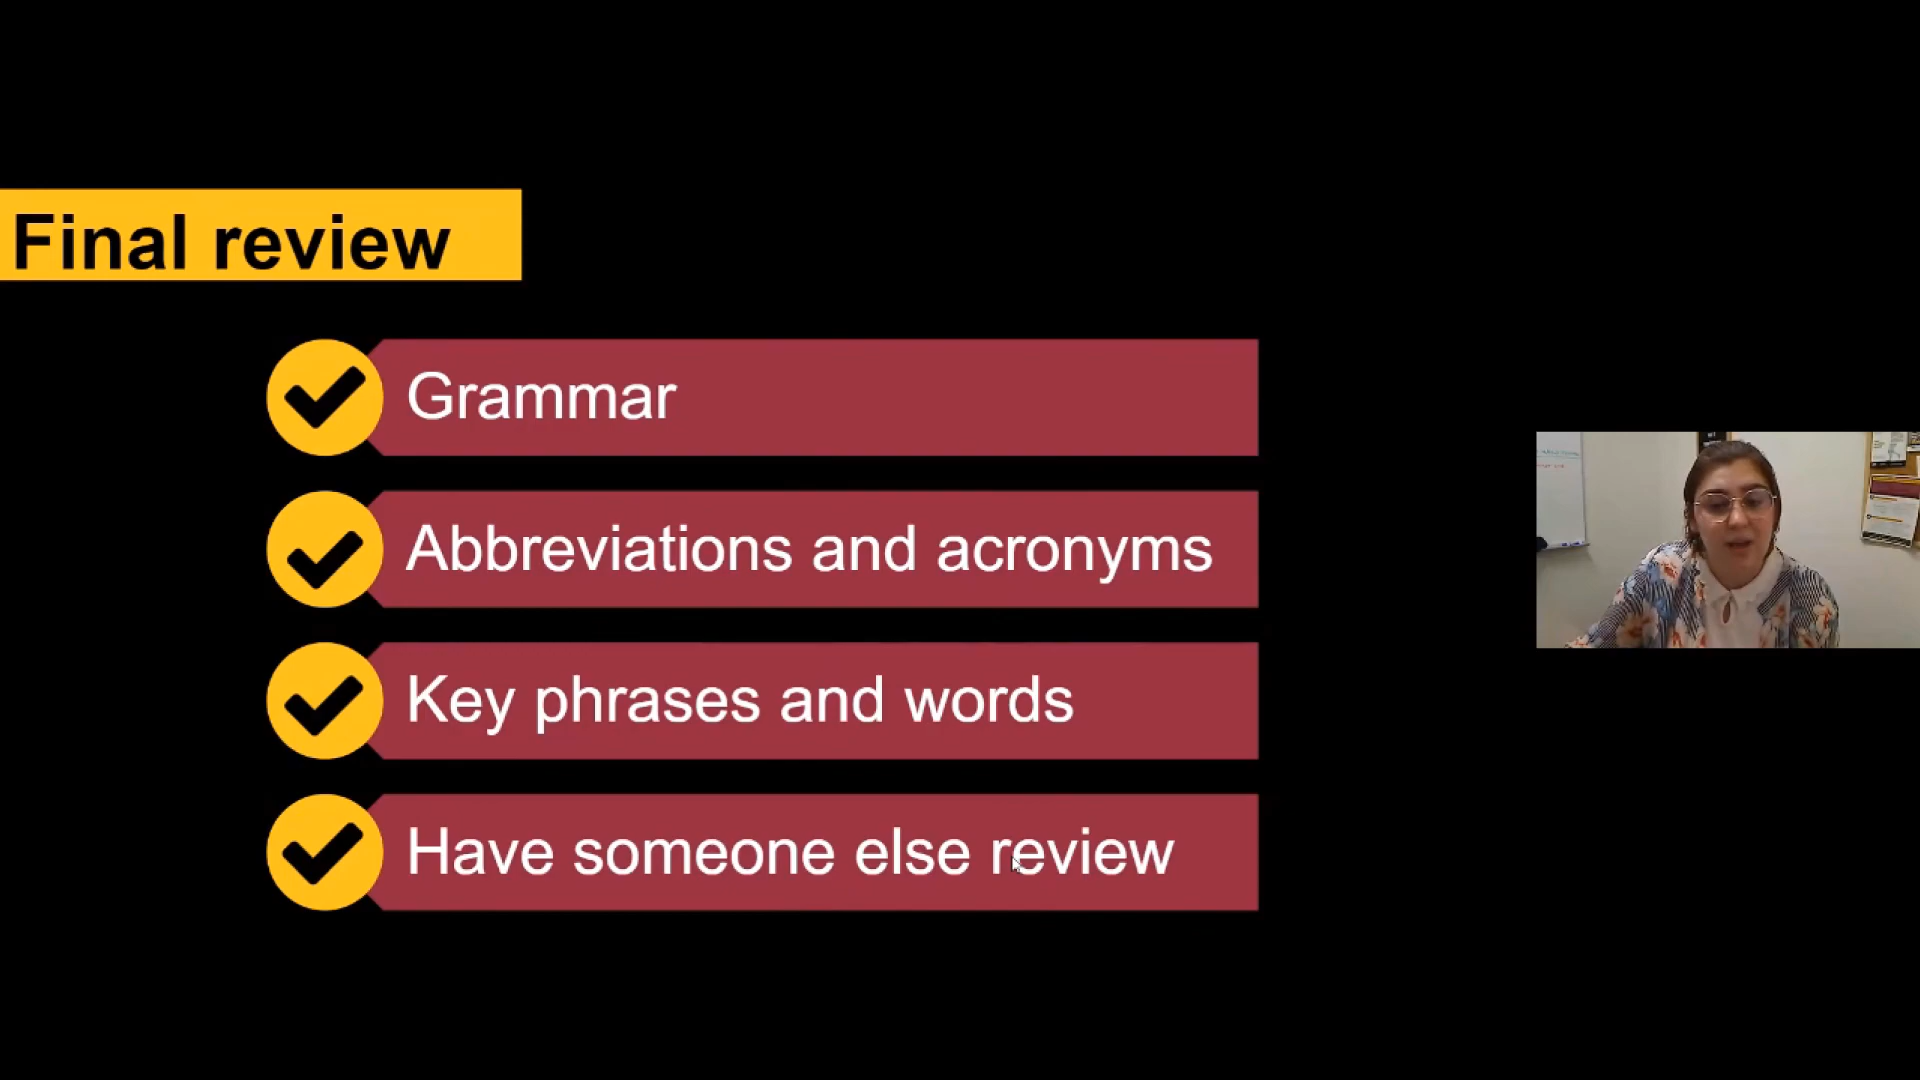 Final review
Grammar
Abbreviations and acronyms
Key phrases and words
Have someone else review